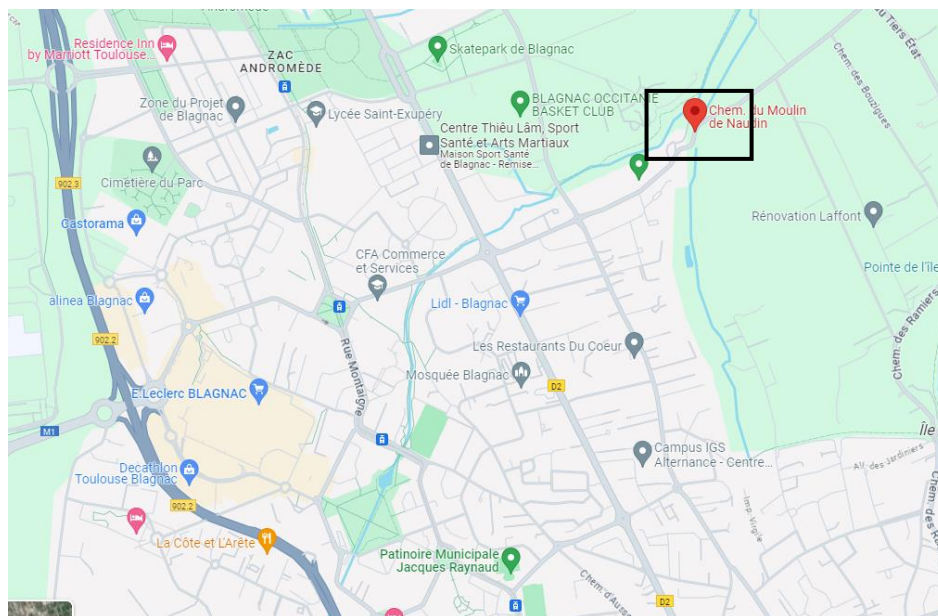 Residence Inn
by Marriott Toulouse...
ZAC
ANDROMÈDE
Skatepark de Blagnac
du Tiers État
Chem. des Bouzigues
Zone du Projet
de Blagnac
Lycée Saint-Exupéry
BLAGNAC OCCITANIE
BASKET CLUB
Chem. du Moulin
de Naudin
Centre Thiêu Lâm, Sport
Santé et Arts Martiaux
Maison Sport Santé
de Blagnac - Remise...
902.3
Cimetière du Parc
Castorama
Rénovation Laffont
CFA Commerce
et Services
Pointe de l'île
alinea Blagnac
Lidl - Blagnac
Chem. des Ramiers
902.2
Rue Montaigne
Les Restaurants Du Coeur
Mosquée Blagnac
D2
E.Leclerc BLAGNAC
M1
Île
Campus IGS
Alternance - Centre...
Av. des Jardiniers
Decathlon
Toulouse Blagnac
902.2
Imp. Virgile
La Côte et L'Arête
Patinoire Municipale
Jacques Raynaud
D2